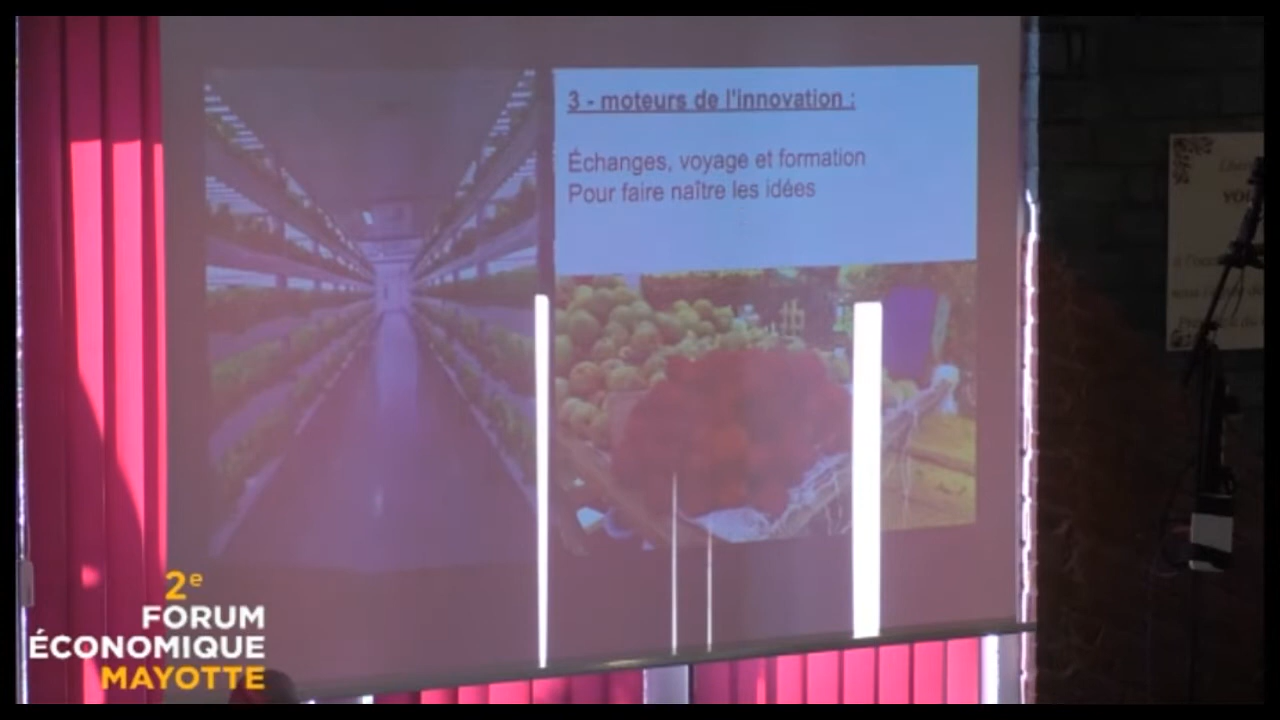 3 - moteurs de l'innovation :
Échanges, voyage et formation
Pour faire naître les idées
2e
FORUM
ÉCONOMIQUE
MAYOTTE